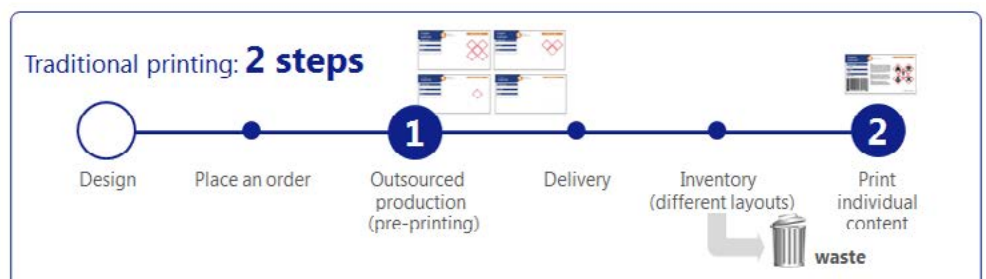 Traditional printing: 2 steps
1
2
Design
Place an order
Outsourced
production
(pre-printing)
Delivery
Inventory
(different layouts)
Print
individual
content
waste